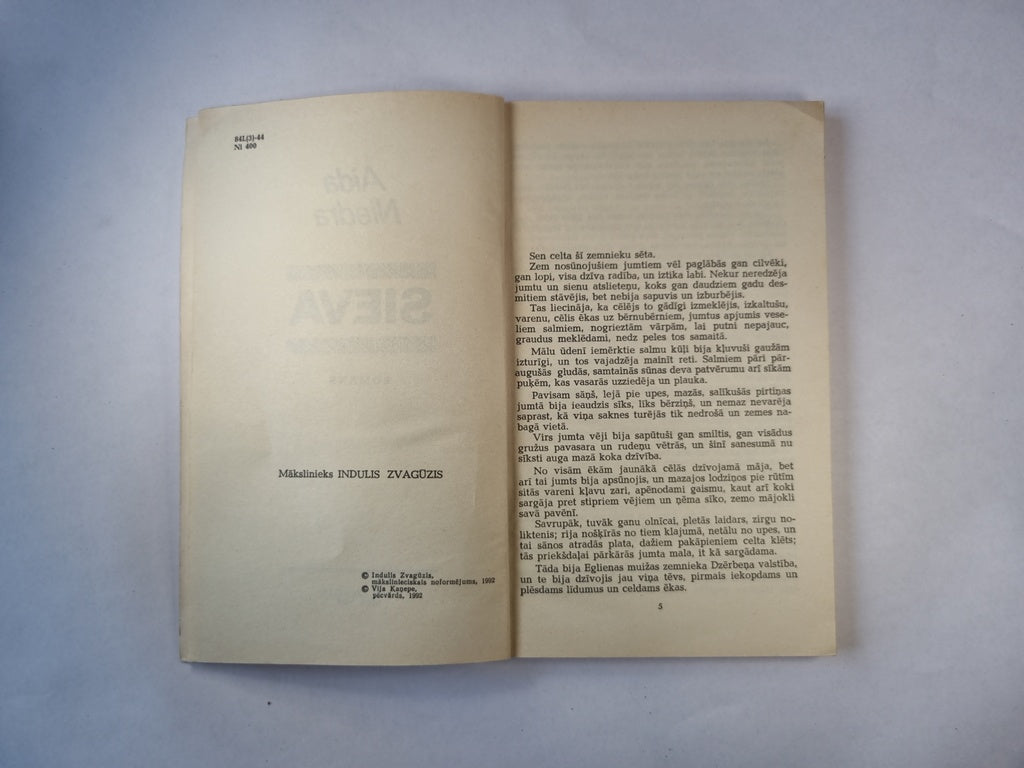 84L(3)-44
Ni 400
Aida
Niedra
SIEVA
ROMANS
Mākslinieks INDULIS ZVAGŪZIS
© Indulis Zvagūzis,
mākslinieciskais noformējums, 1992
© Vija Kaņepe,
pēcvārds, 1992
Sen celta šī zemnieku sēta.
Zem nosūnojušiem jumtiem vēl paglābās gan cilvēki,
gan lopi, visa dzīva radība, un iztika labi. Nekur neredzēja
jumtu un sienu atslieteņu, koks gan daudziem gadu des-
mitiem stāvējis, bet nebija sapuvis un izburbējis.
Tas liecināja, ka cēlējs to gādīgi izmeklējis, izkaltušu,
varenu, cēlis ēkas uz bērnubērniem, jumtus apjumis vese-
liem salmiem, nogrieztām vārpām, lai putni nepajauc,
graudus meklēdami, nedz peles tos samaitā.
Mālu ūdenī iemērktie salmu kūļi bija kļuvuši gaužām
izturīgi, un tos vajadzēja mainīt reti. Salmiem pāri pār-
augušās gludās, samtainās sūnas deva patvērumu arī sīkām
puķēm, kas vasarās uzziedēja un plauka.
Pavisam sāņš, lejā pie upes, mazās, salīkušās pirtiņas
jumtā bija ieaudzis sīks, līks bērziņš, un nemaz nevarēja
saprast, kā viņa saknes turējās tik nedrošā un zemes na-
bagā vietā.
Virs jumta vēji bija sapūtuši gan smiltis, gan visādus
gružus pavasara un rudeņu vētrās, un šinī sanesumā nu
sīksti auga mazā koka dzīvība.
No visām ēkām jaunākā cēlās dzīvojamā māja, bet
arī tai jumts bija apsūnojis, un mazajos lodziņos pie rūtīm
sitās vareni kļavu zari, apēnodami gaismu, kaut arī koki
sargāja pret stipriem vējiem un ņēma sīko, zemo mājokli
savā pavēnī.
Savrupāk, tuvāk ganu olnīcai, pletās laidars, zirgu no-
liktenis; rija nošķīrās no tiem klajumā, netālu no upes, un
tai sānos atradās plata, dažiem pakāpieniem celta klēts;
tās priekšdaļai pārkārās jumta mala, it kā sargādama.
Tāda bija Eglienas muižas zemnieka Dzērbeņa valstība,
un te bija dzīvojis jau viņa tēvs, pirmais iekopdams un
plēsdams līdumus un celdams ēkas.
5